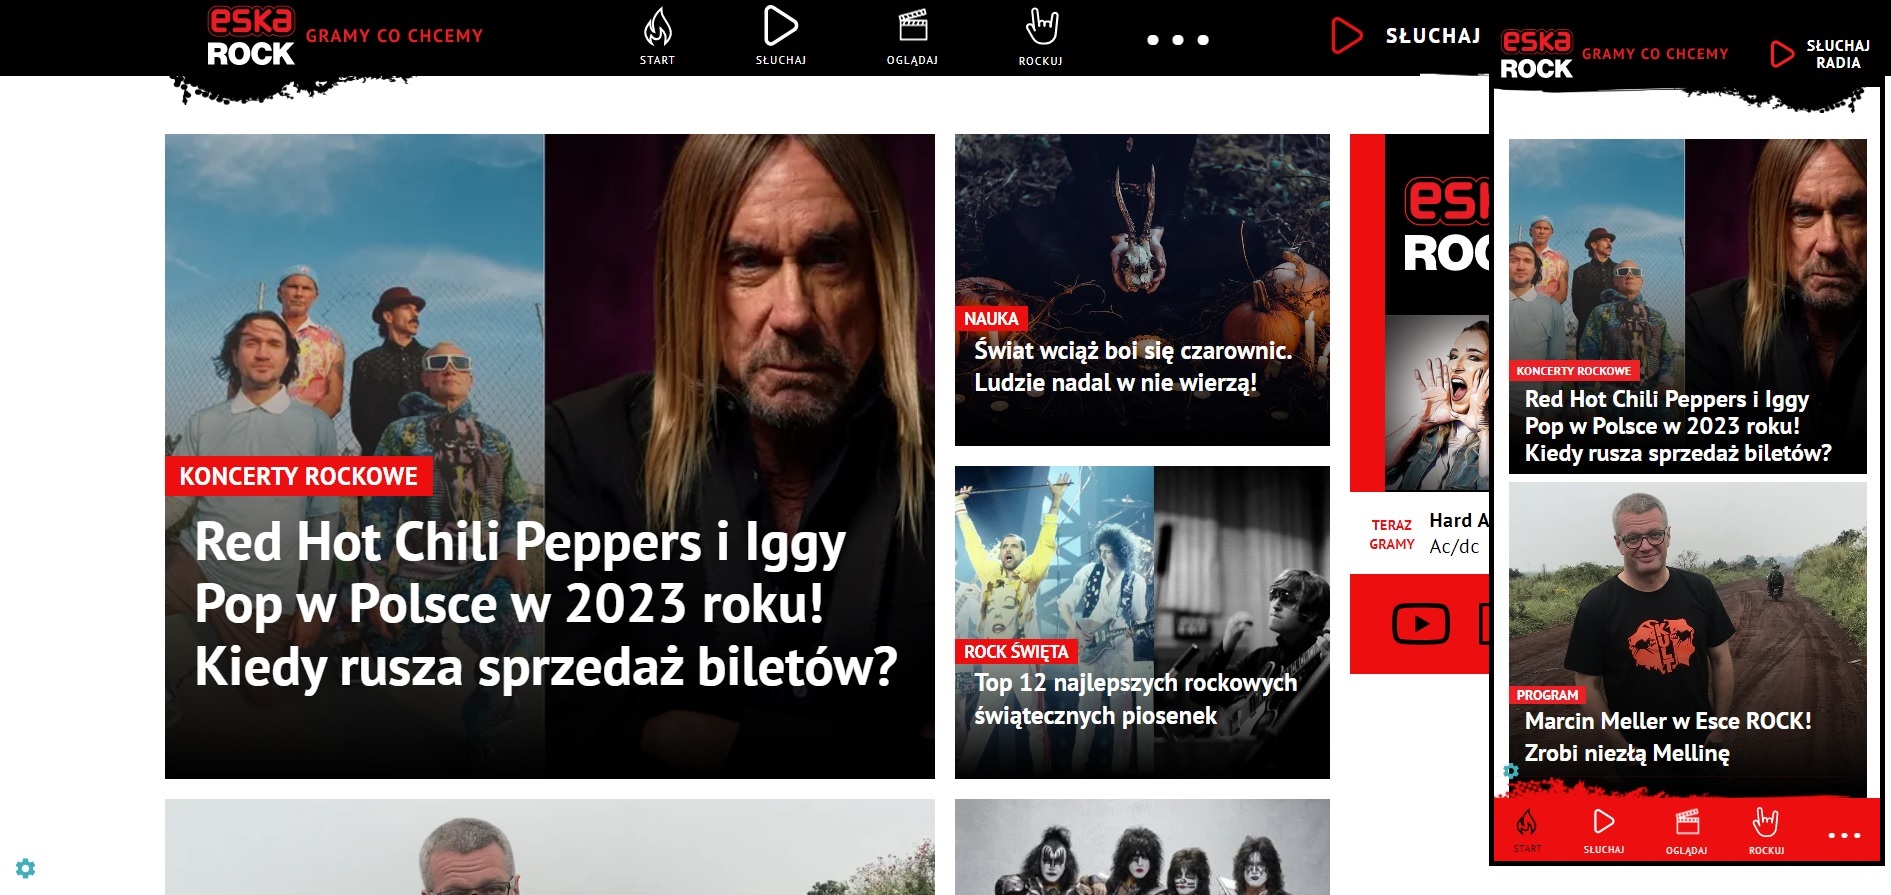 eska
ROCK
GRAMY CO CHCEMY
START
SŁUCHAJ
OGLĄDAJ
ROCKUJ
SŁUCHAJ
KONCERTY ROCKOWE
Red Hot Chili Peppers i Iggy
Pop w Polsce w 2023 roku!
Kiedy rusza sprzedaż biletów?
NAUKA
Świat wciąż boi się czarownic.
Ludzie nadal w nie wierzą!
ROCK ŚWIĘTA
Top 12 najlepszych rockowych
świątecznych piosenek
TERAZ
GRAMY
Hard A
Ac/dc
eska
ROCK
GRAMY CO CHCEMY
SŁUCHAJ
RADIA
KONCERTY ROCKOWE
Red Hot Chili Peppers i Iggy
Pop w Polsce w 2023 roku!
Kiedy rusza sprzedaż biletów?
KULT
PROGRAM
Marcin Meller w Esce ROCK!
Zrobi niezłą Mellinę
START
SŁUCHAJ
OGLĄDAJ
ROCKUJ